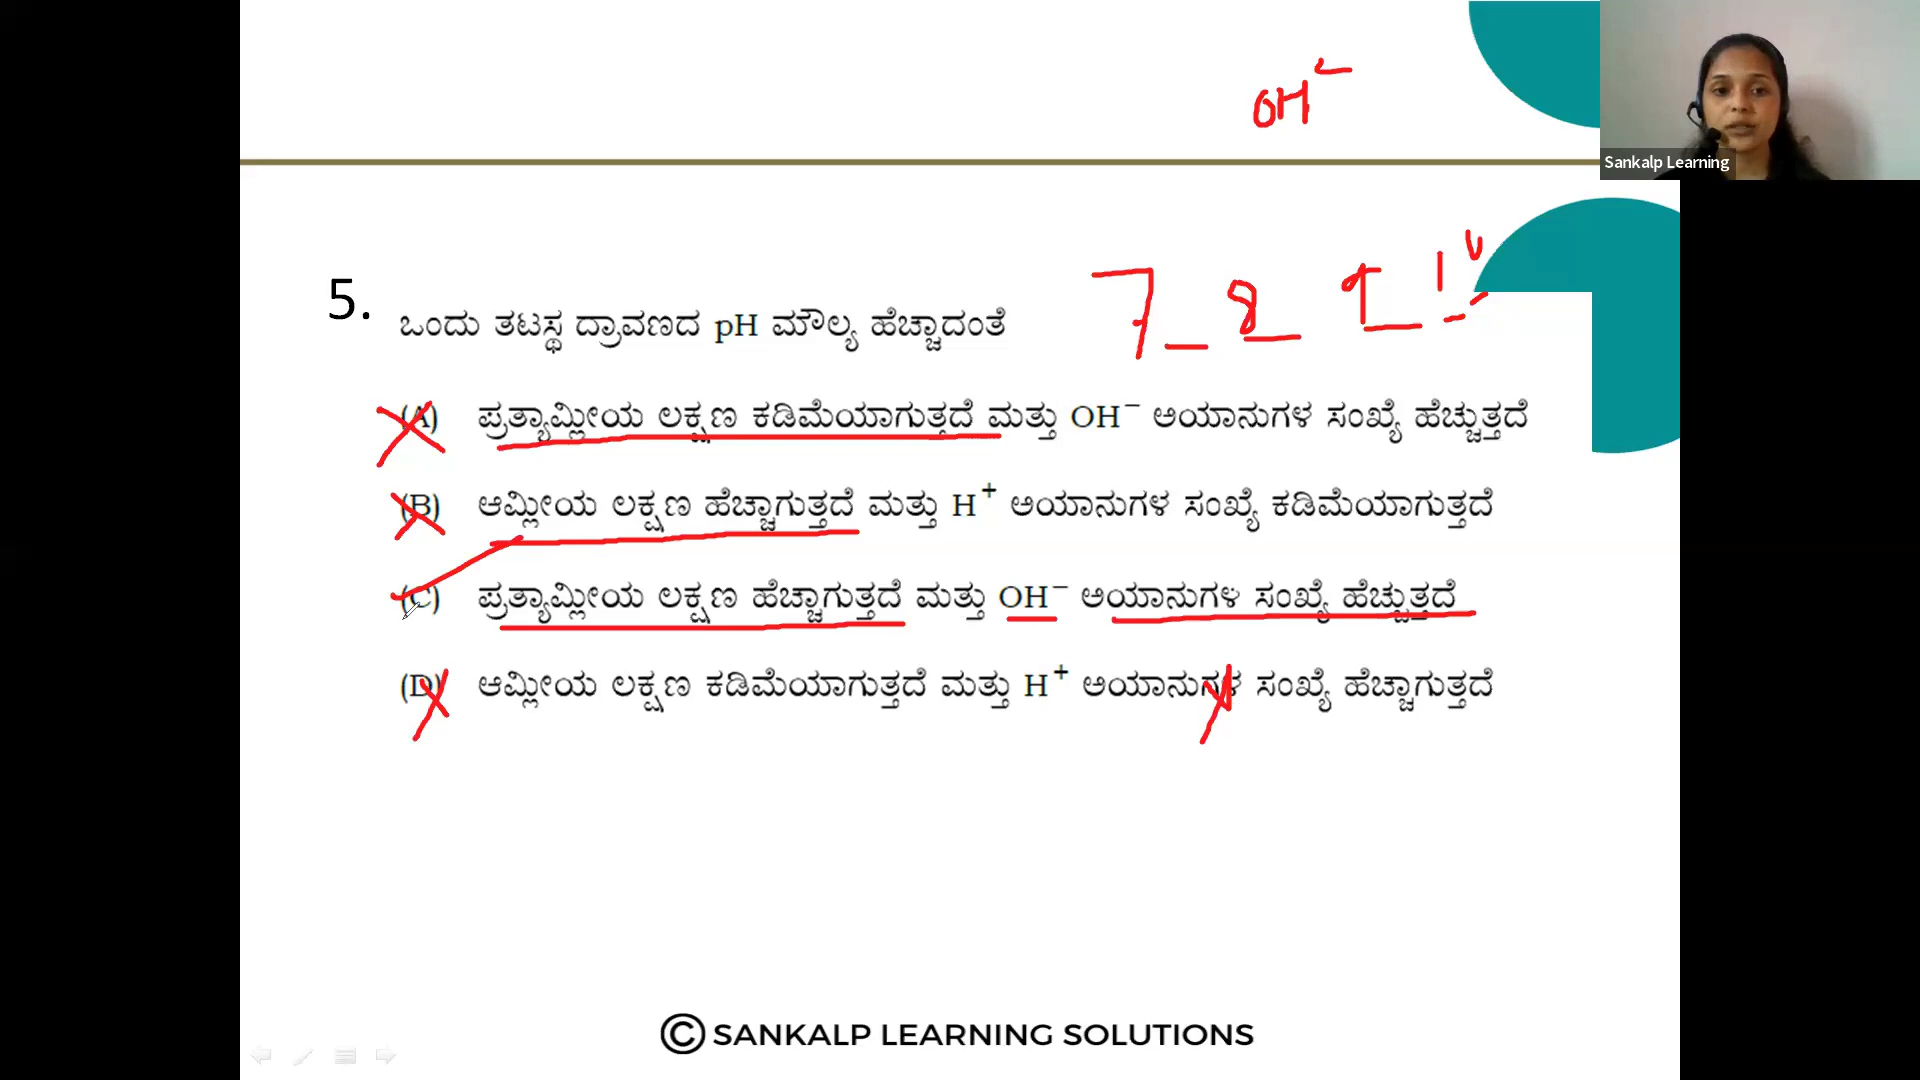 OH⁻
Sankalp Learning
7 _ 8 _ 9 _ 10
5.
ಒಂದು ತಟಸ್ಥ ದ್ರಾವಣದ pH ಮೌಲ್ಯ ಹೆಚ್ಚಾದಂತೆ
(A) ಪ್ರತ್ಯಾಮ್ಲೀಯ ಲಕ್ಷಣ ಕಡಿಮೆಯಾಗುತ್ತದೆ ಮತ್ತು OH⁻ ಅಯಾನುಗಳ ಸಂಖ್ಯೆ ಹೆಚ್ಚುತ್ತದೆ
(B) ಆಮ್ಲೀಯ ಲಕ್ಷಣ ಹೆಚ್ಚಾಗುತ್ತದೆ ಮತ್ತು H⁺ ಅಯಾನುಗಳ ಸಂಖ್ಯೆ ಕಡಿಮೆಯಾಗುತ್ತದೆ
(C) ಪ್ರತ್ಯಾಮ್ಲೀಯ ಲಕ್ಷಣ ಹೆಚ್ಚಾಗುತ್ತದೆ ಮತ್ತು OH⁻ ಅಯಾನುಗಳ ಸಂಖ್ಯೆ ಹೆಚ್ಚುತ್ತದೆ
(D) ಆಮ್ಲೀಯ ಲಕ್ಷಣ ಕಡಿಮೆಯಾಗುತ್ತದೆ ಮತ್ತು H⁺ ಅಯಾನುಗಳ ಸಂಖ್ಯೆ ಹೆಚ್ಚಾಗುತ್ತದೆ
© SANKALP LEARNING SOLUTIONS